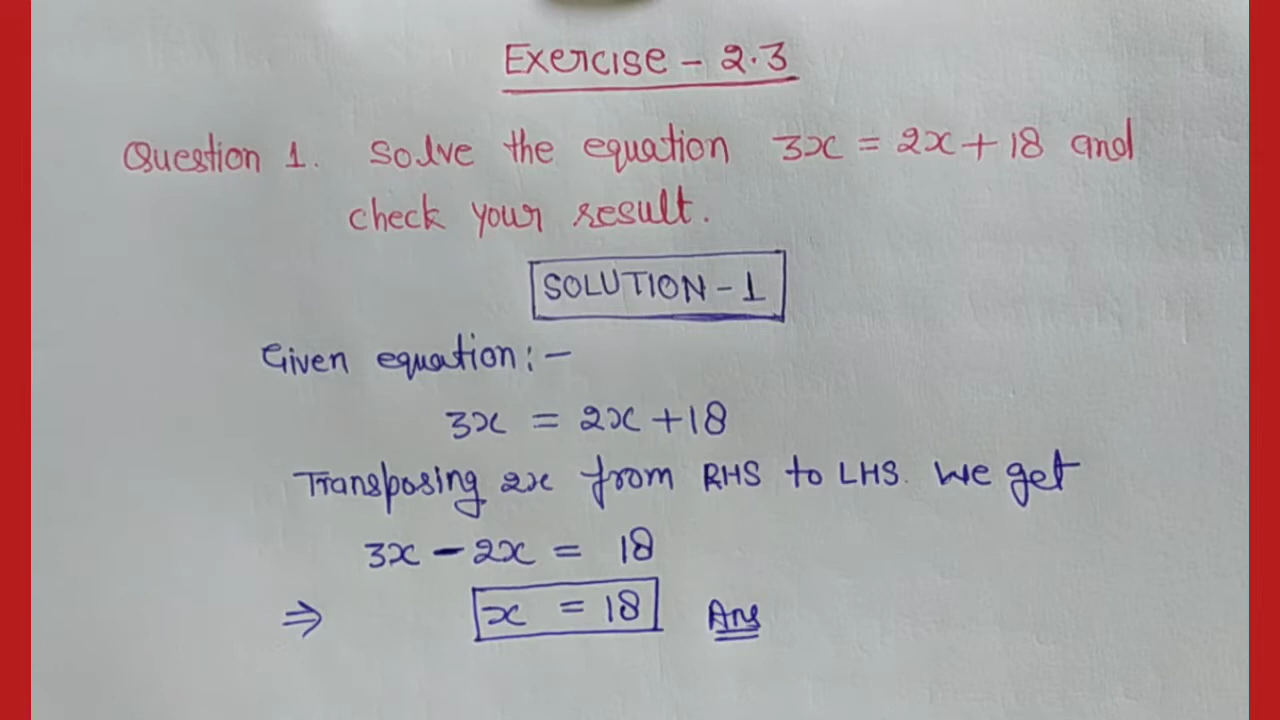 Exercise - 2.3
Question 1. Solve the equation 3x = 2x + 18 and
check your result.
SOLUTION - 1
Given equation :-
3x = 2x + 18
Transposing 2x from RHS to LHS. We get
3x - 2x = 18
⇒ x = 18 Ans